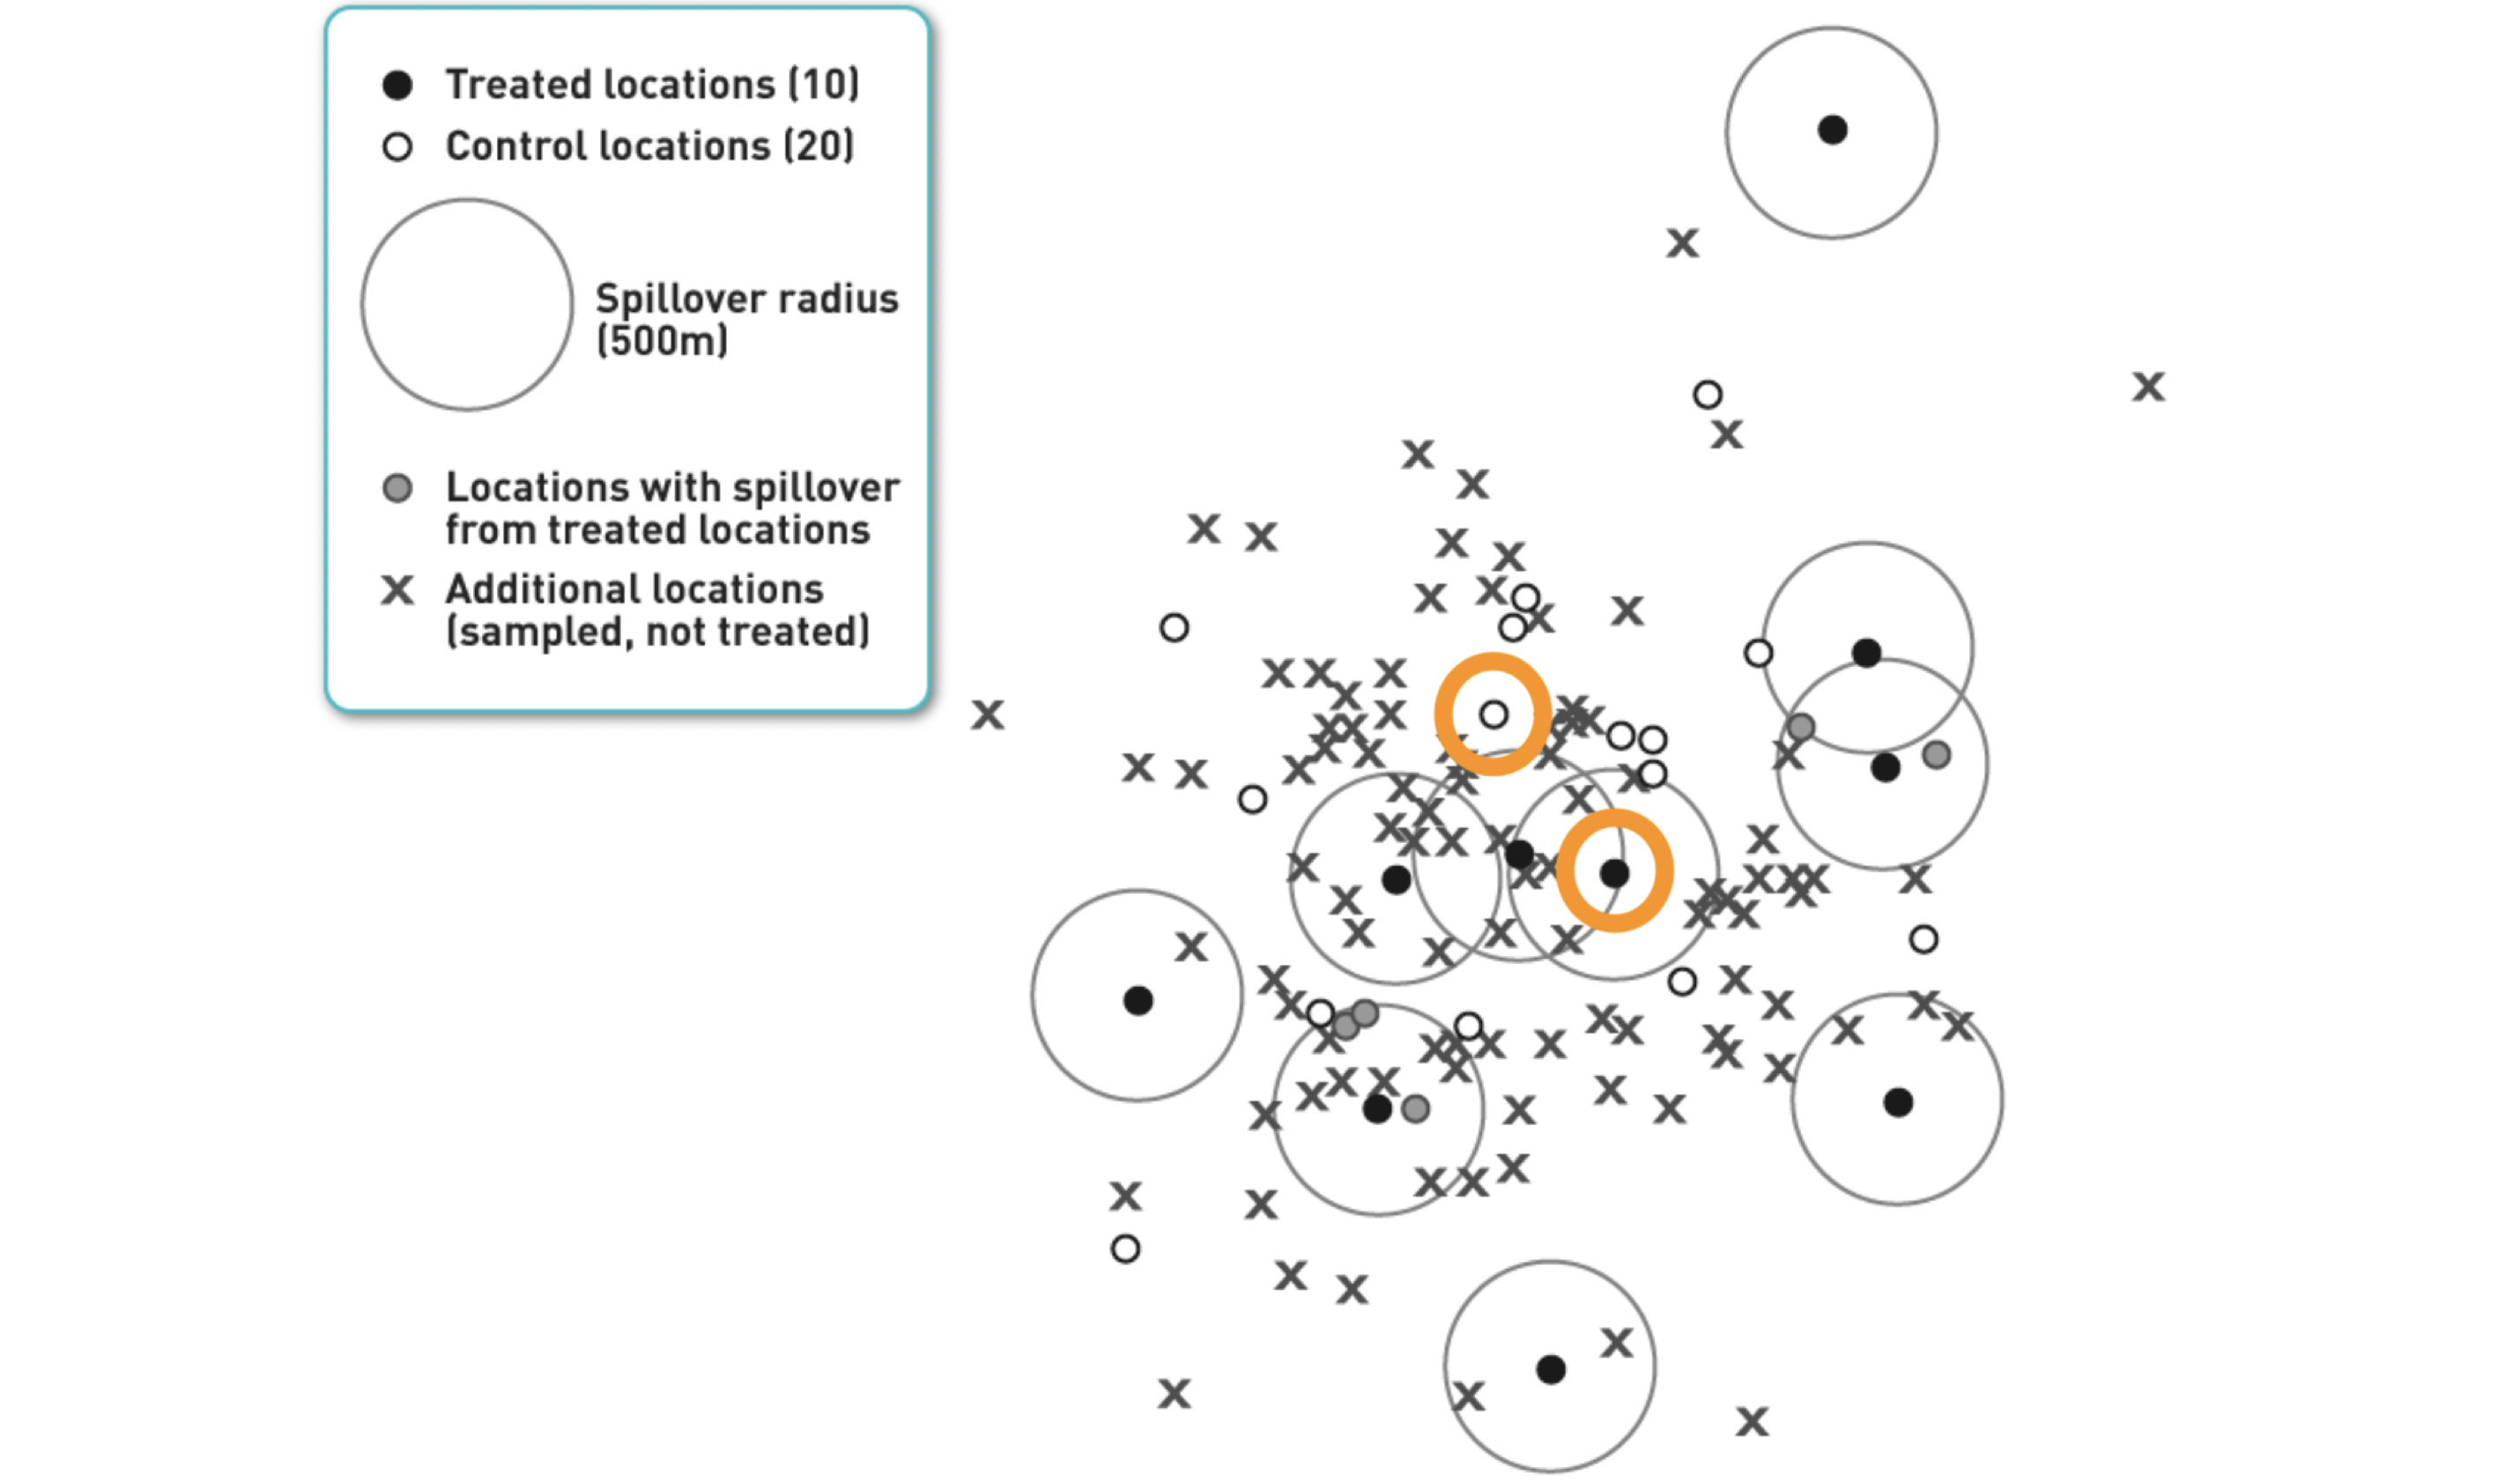 Treated locations (10)
Control locations (20)
Spillover radius
(500m)
Locations with spillover
from treated locations
Additional locations
(sampled, not treated)